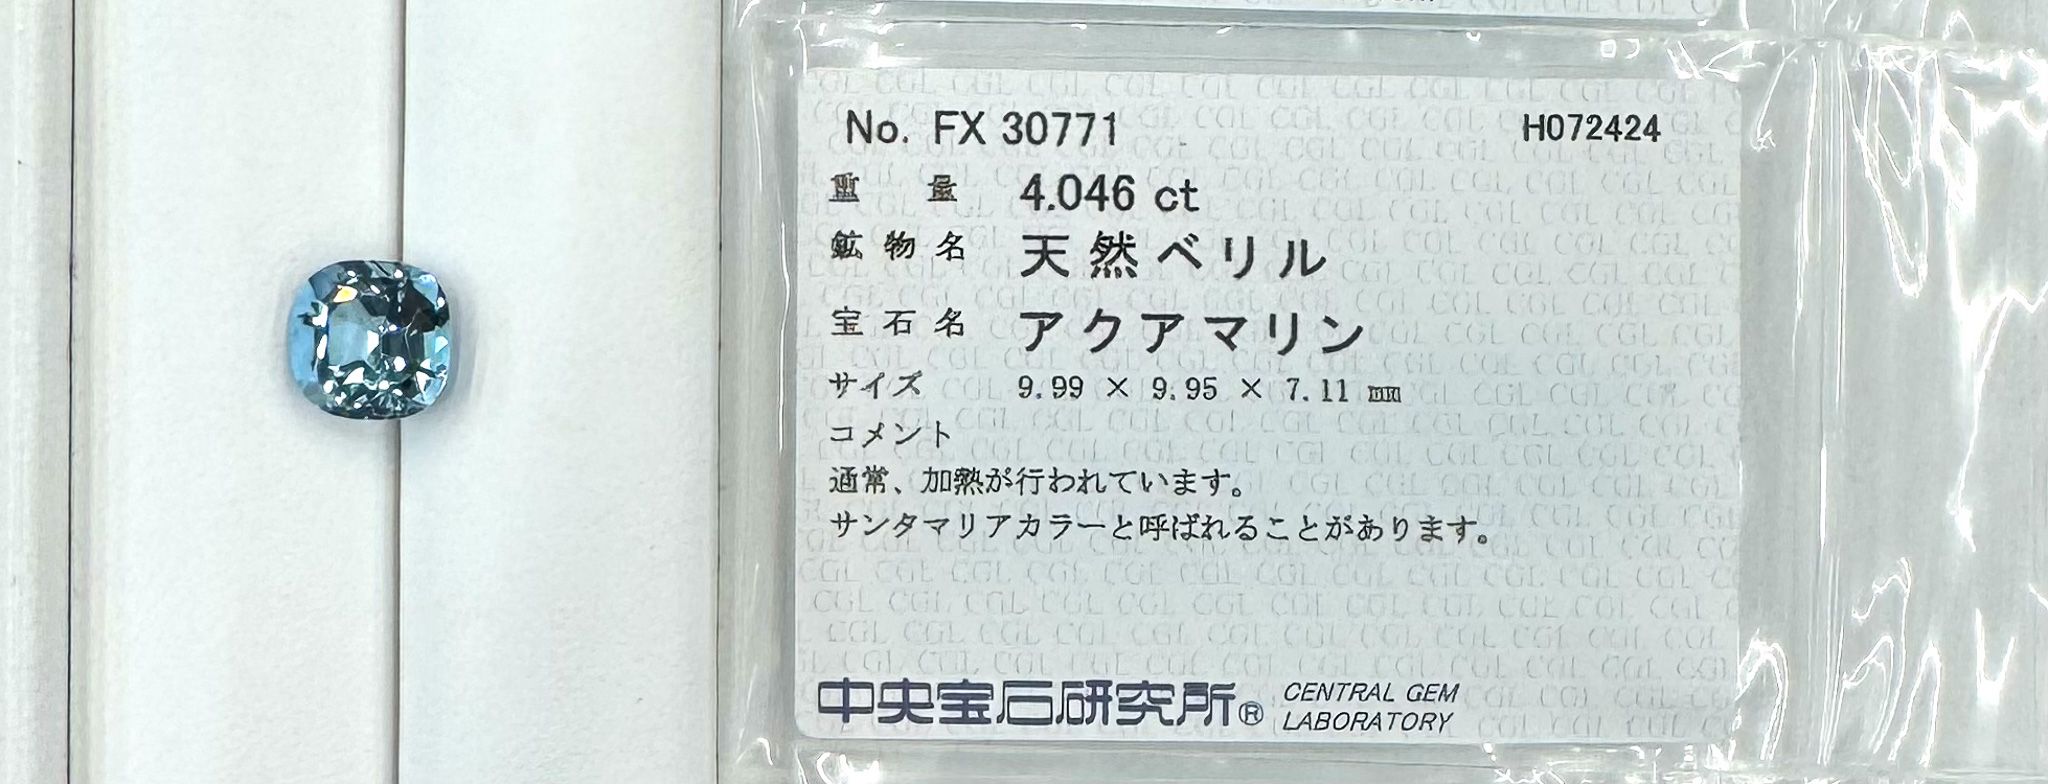 No. FX 30771 H072424
重量 4.046 ct
鉱物名 天然ベリル
宝石名 アクアマリン
サイズ 9.99 × 9.95 × 7.11 mm
コメント
通常、加熱が行われています。
サンタマリアカラーと呼ばれることがあります。
中央宝石研究所® CENTRAL GEM
LABORATORY